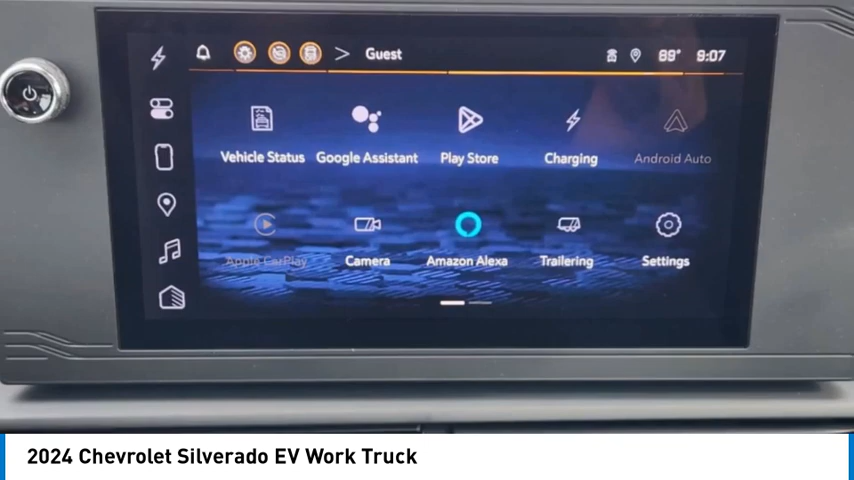 Guest 89° 9:07
Vehicle Status Google Assistant Play Store Charging Android Auto
Apple CarPlay Camera Amazon Alexa Trailering Settings
2024 Chevrolet Silverado EV Work Truck